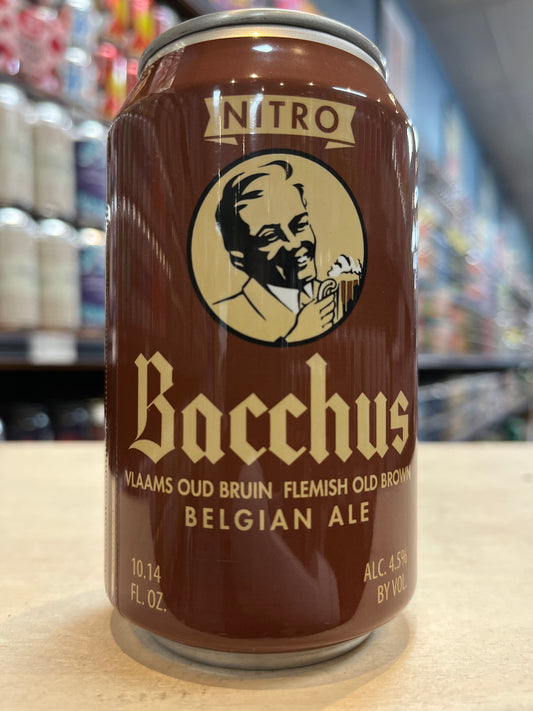 NITRO
Bacchus
VLAAMS OUD BRUIN FLEMISH OLD BROWN
BELGIAN ALE
10.14
FL. OZ.
ALC. 4.5%
BY VOL.